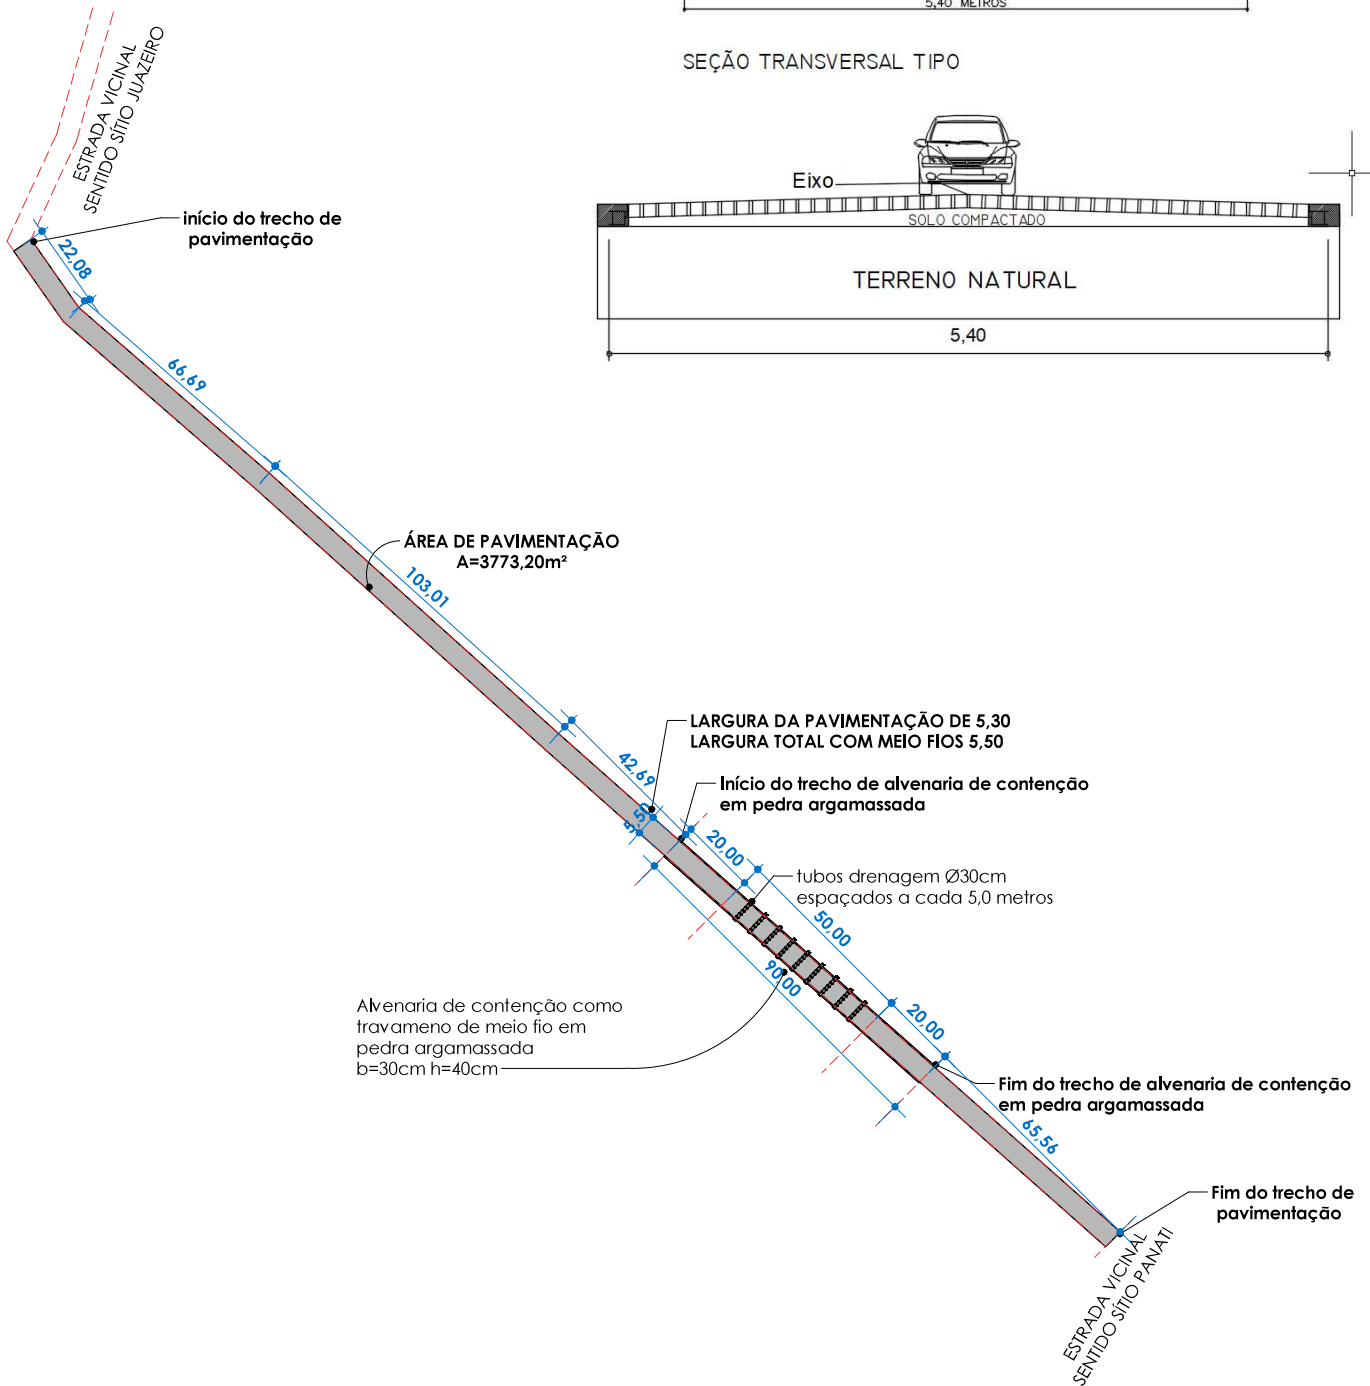 5,40 METROS
SEÇÃO TRANSVERSAL TIPO
Eixo
SOLO COMPACTADO
TERRENO NATURAL
5,40
ESTRADA VICINAL
SENTIDO SÍTIO JUAZEIRO
início do trecho de
pavimentação
22,08
66,69
ÁREA DE PAVIMENTAÇÃO
A=3773,20m²
103,01
LARGURA DA PAVIMENTAÇÃO DE 5,30
LARGURA TOTAL COM MEIO FIOS 5,50
42,69
Início do trecho de alvenaria de contenção
em pedra argamassada
5,50
20,00
tubos drenagem Ø30cm
espaçados a cada 5,0 metros
50,00
90,00
Alvenaria de contenção como
travameno de meio fio em
pedra argamassada
b=30cm h=40cm
20,00
Fim do trecho de alvenaria de contenção
em pedra argamassada
65,56
Fim do trecho de
pavimentação
ESTRADA VICINAL
SENTIDO SÍTIO PANATI